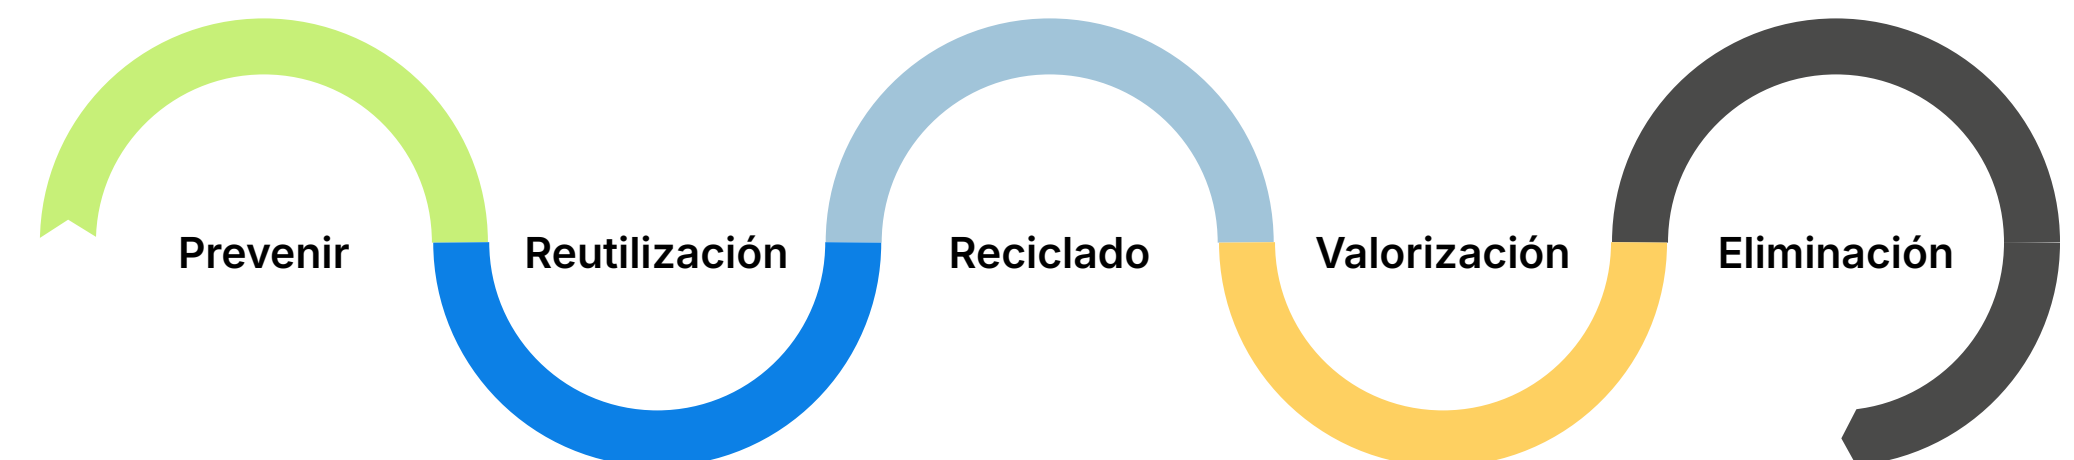 Prevenir
Reutilización
Reciclado
Valorización
Eliminación